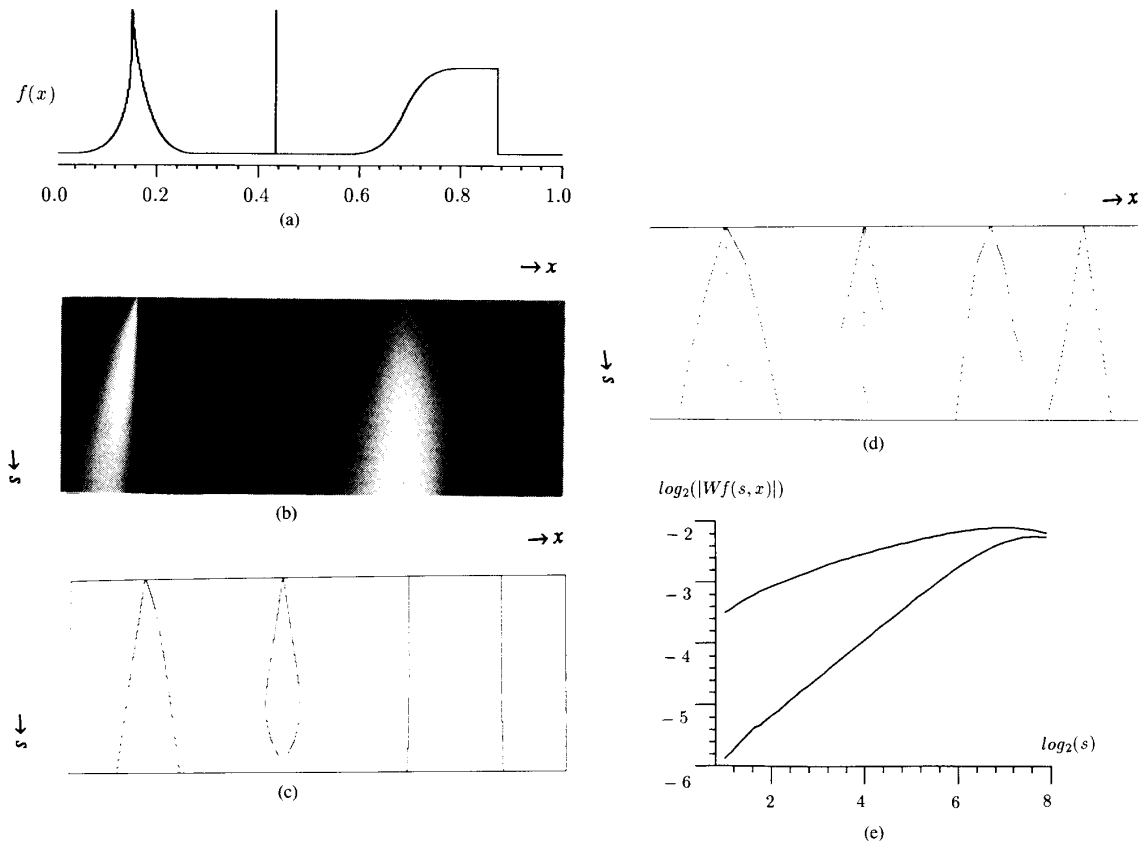 f(x)
0.0 0.2 0.4 0.6 0.8 1.0
(a)
→ x
s
(b)
→ x
s
(c)
→ x
s
(d)
log₂(|Wf(s, x)|)
− 2
− 3
− 4
− 5
− 6
log₂(s)
2 4 6 8
(e)